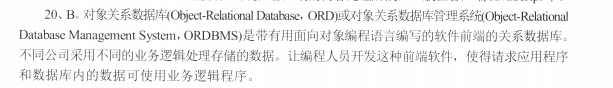 20、B。对象关系数据库(Object-Relational Database，ORD)或对象关系数据库管理系统(Object-Relational
Database Management System，ORDBMS)是带有用面向对象编程语言编写的软件前端的关系数据库。
不同公司采用不同的业务逻辑处理存储的数据。让编程人员开发这种前端软件，使得请求应用程序
和数据库内的数据可使用业务逻辑程序。